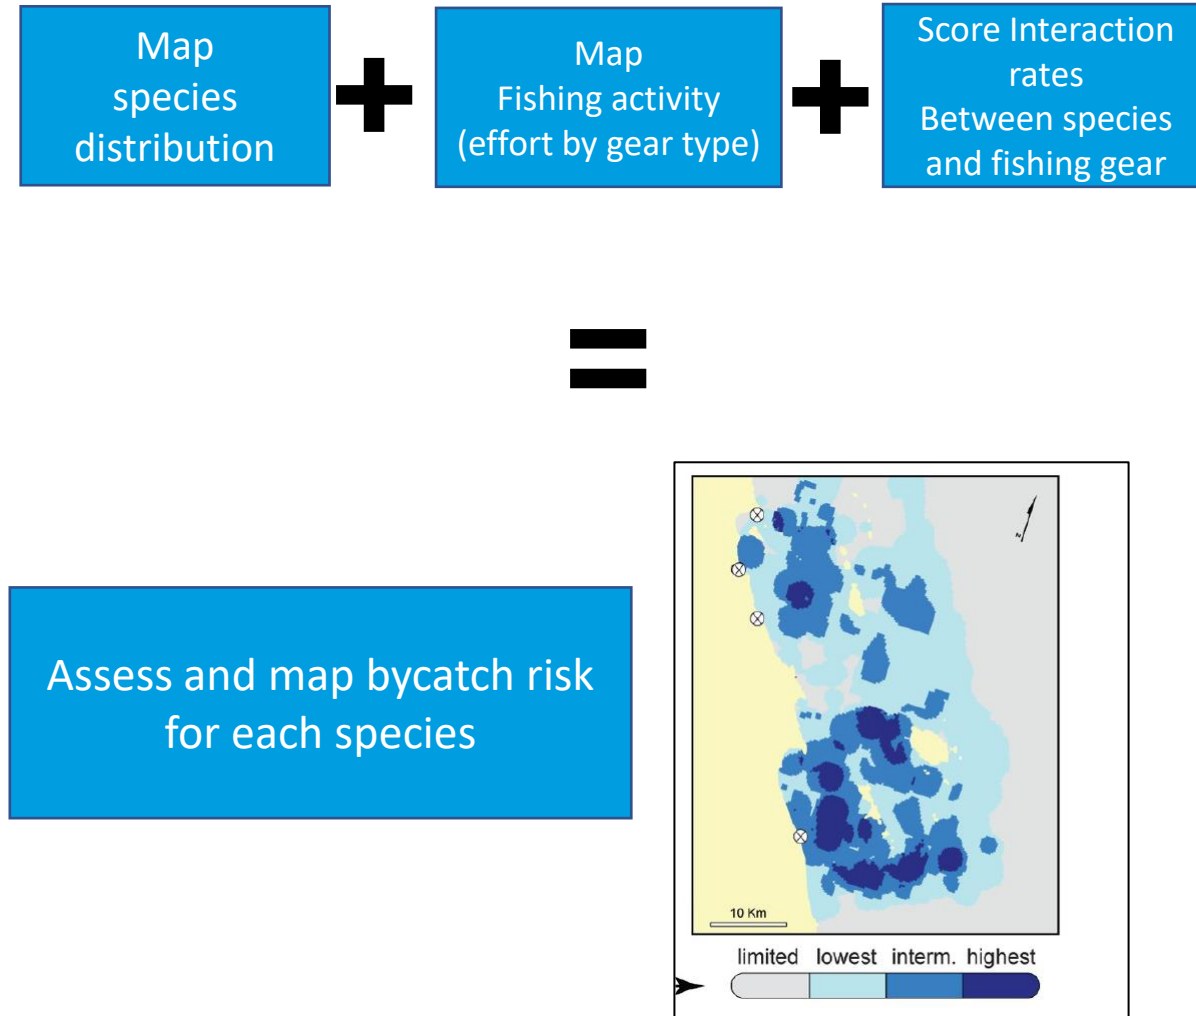 Map
species
distribution
Map
Fishing activity
(effort by gear type)
Score Interaction
rates
Between species
and fishing gear
Assess and map bycatch risk
for each species
N
10 Km
limited lowest interm. highest